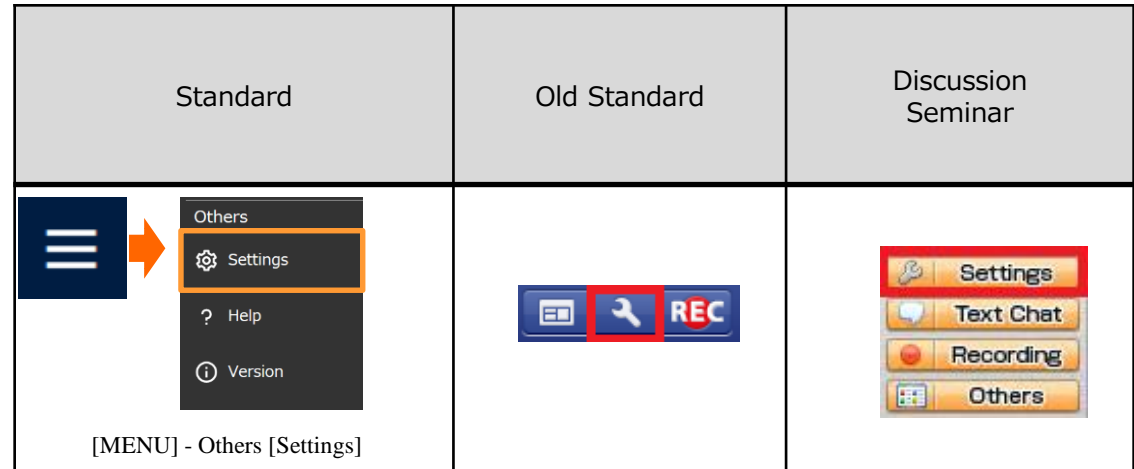 Standard
Old Standard
Discussion
Seminar
Others
Settings
? Help
Version
[MENU] - Others [Settings]
REC
Settings
Text Chat
Recording
Others